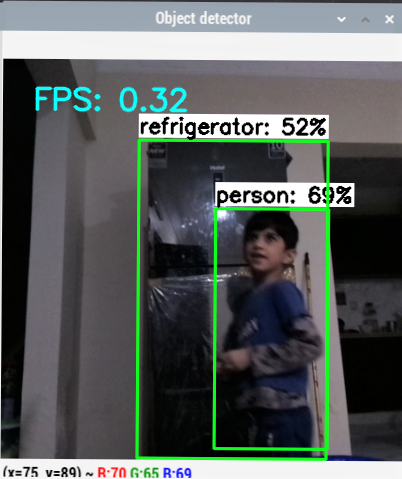 Object detector
FPS: 0.32
refrigerator: 52%
person: 69%
(x=75, y=89) ~ R:70 G:65 B:69